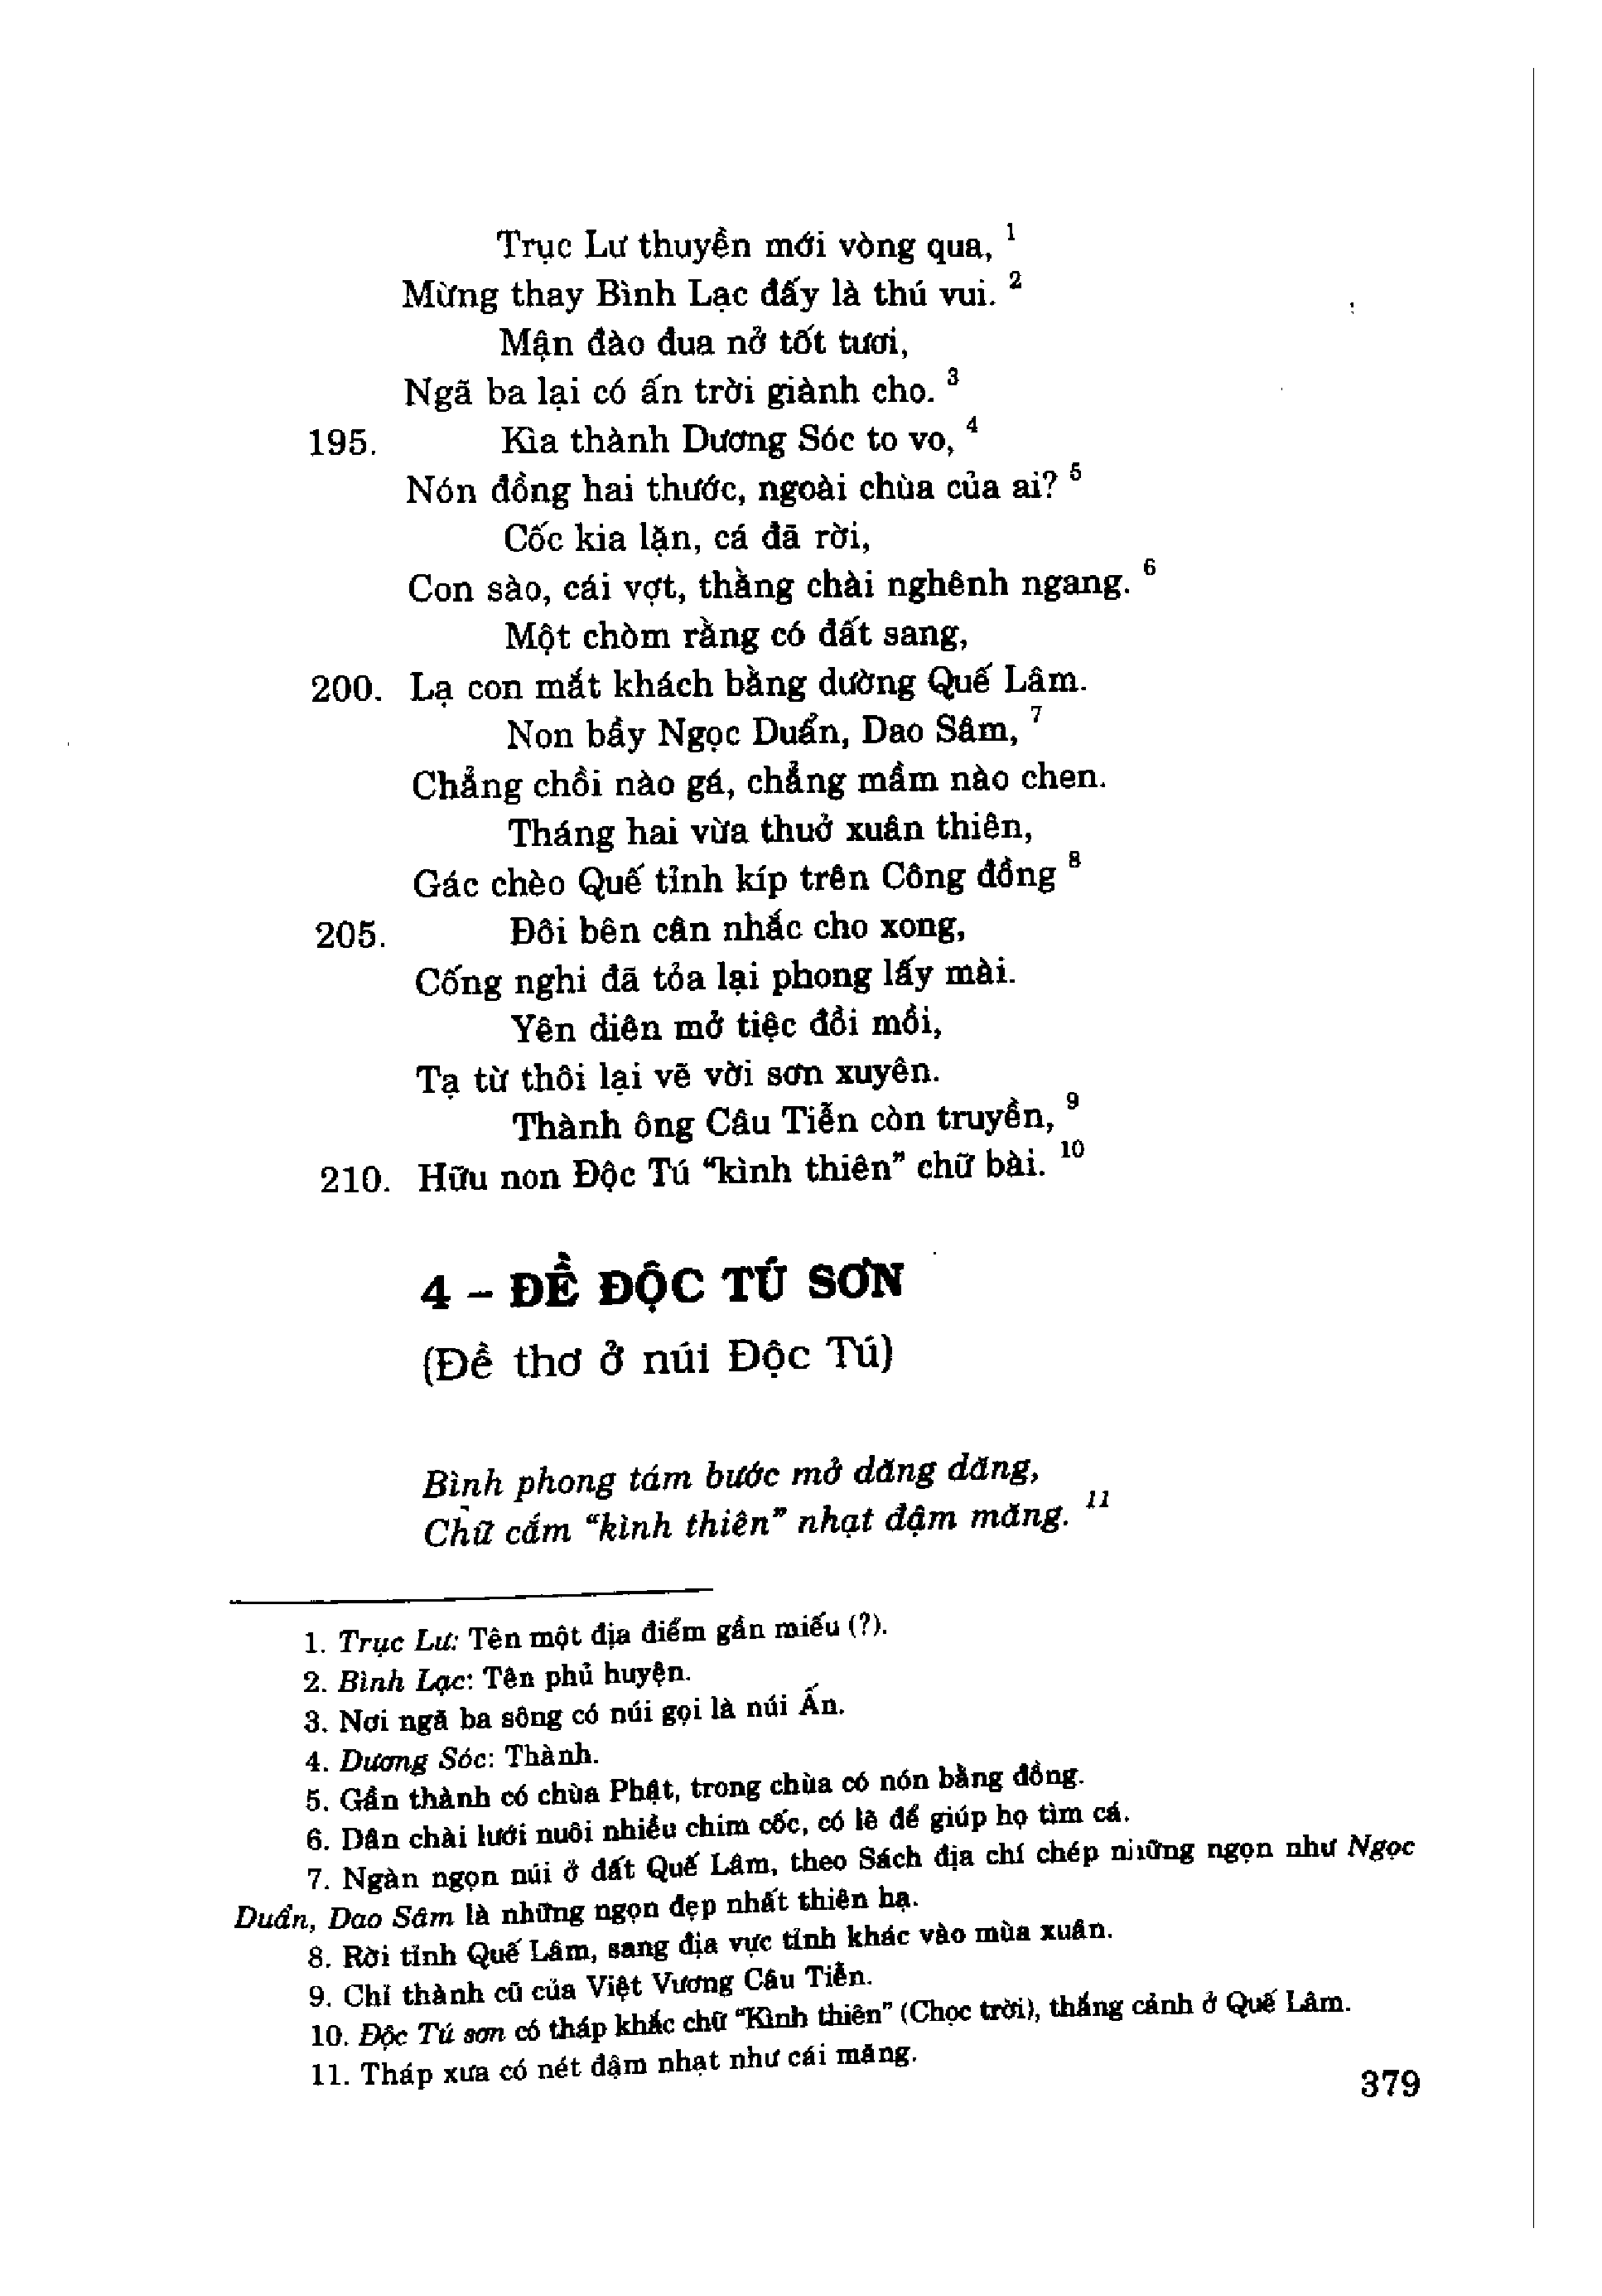 Trục Lư thuyền mới vòng qua, 1
Mừng thay Bình Lạc đấy là thú vui. 2
Mận đào đua nở tốt tươi,
Ngã ba lại có ấn trời giành cho. 3
195. Kìa thành Dương Sóc to vo, 4
Nón đồng hai thước, ngoài chùa của ai? 5
Cốc kia lặn, cá đã rời,
Con sào, cái vợt, thằng chài nghênh ngang. 6
Một chòm rằng có đất sang,
200. Lạ con mắt khách bằng dường Quế Lâm.
Non bầy Ngọc Duẩn, Dao Sâm, 7
Chẳng chồi nào gá, chẳng mầm nào chen.
Tháng hai vừa thuở xuân thiên,
Gác chèo Quế tỉnh kíp trên Công đồng 8
205. Đôi bên cân nhắc cho xong,
Cống nghi đã tỏa lại phong lấy mài.
Yên diên mở tiệc đồi mồi,
Tạ từ thôi lại vẽ vời sơn xuyên.
Thành ông Câu Tiễn còn truyền, 9
210. Hữu non Độc Tú “kình thiên” chữ bài. 10
4 – ĐỀ ĐỘC TÚ SƠN
(Đề thơ ở núi Độc Tú)
Bình phong tám bước mở dăng dăng,
Chữ cắm “kình thiên” nhạt đậm măng. 11
1. Trục Lư: Tên một địa điểm gần miếu (?).
2. Bình Lạc: Tên phủ huyện.
3. Nơi ngã ba sông có núi gọi là núi Ấn.
4. Dương Sóc: Thành.
5. Gần thành có chùa Phật, trong chùa có nón bằng đồng.
6. Dân chài lưới nuôi nhiều chim cốc, có lẽ để giúp họ tìm cá.
7. Ngàn ngọn núi ở đất Quế Lâm, theo Sách địa chí chép những ngọn như Ngọc
Duẩn, Dao Sâm là những ngọn đẹp nhất thiên hạ.
8. Rời tỉnh Quế Lâm, sang địa vực tỉnh khác vào mùa xuân.
9. Chỉ thành cũ của Việt Vương Câu Tiễn.
10. Độc Tú sơn có tháp khắc chữ “Kình thiên” (Chọc trời), thắng cảnh ở Quế Lâm.
11. Tháp xưa có nét đậm nhạt như cái măng.
379